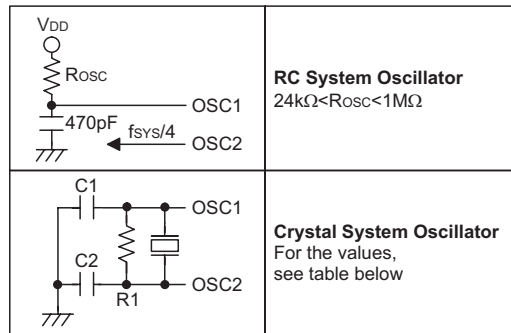 VDD
ROSC
470pF
fSYS/4
OSC1
OSC2
RC System Oscillator
24kΩ<ROSC<1MΩ
C1
C2
R1
OSC1
OSC2
Crystal System Oscillator
For the values,
see table below